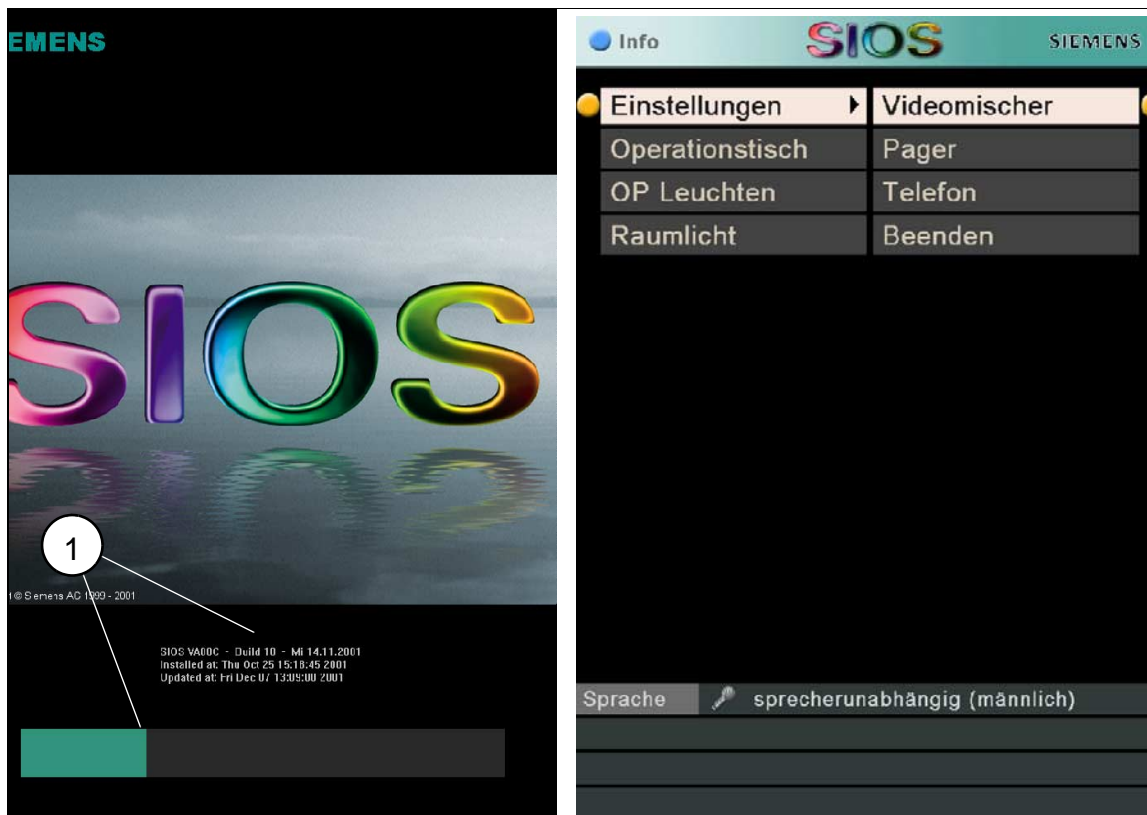 EMENS
SIOS
1
1 © Siemens AG 1999 - 2001
SIOS VA00C - Build 10 - Mi 14.11.2001
Installed at: Thu Oct 25 15:18:45 2001
Updated at: Fri Dec 07 13:09:00 2001
Info
SIOS
SIEMENS
Einstellungen
Videomischer
Operationstisch
Pager
OP Leuchten
Telefon
Raumlicht
Beenden
Sprache
sprecherunabhängig (männlich)